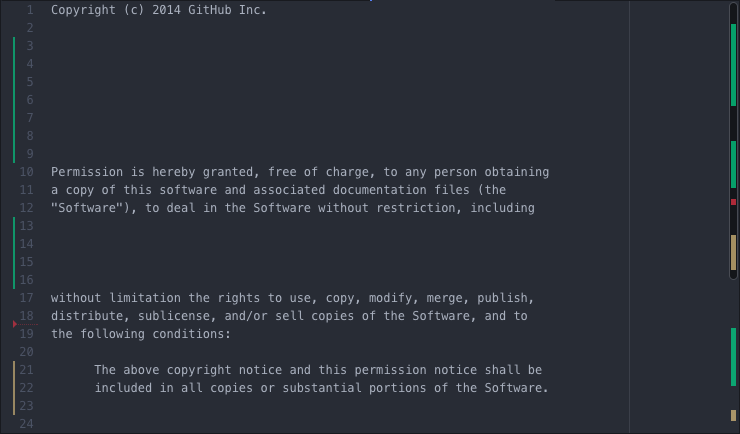 1 Copyright (c) 2014 GitHub Inc.
2
3
4
5
6
7
8
9
10 Permission is hereby granted, free of charge, to any person obtaining
11 a copy of this software and associated documentation files (the
12 "Software"), to deal in the Software without restriction, including
13
14
15
16
17 without limitation the rights to use, copy, modify, merge, publish,
18 distribute, sublicense, and/or sell copies of the Software, and to
19 the following conditions:
20
21 The above copyright notice and this permission notice shall be
22 included in all copies or substantial portions of the Software.
23
24